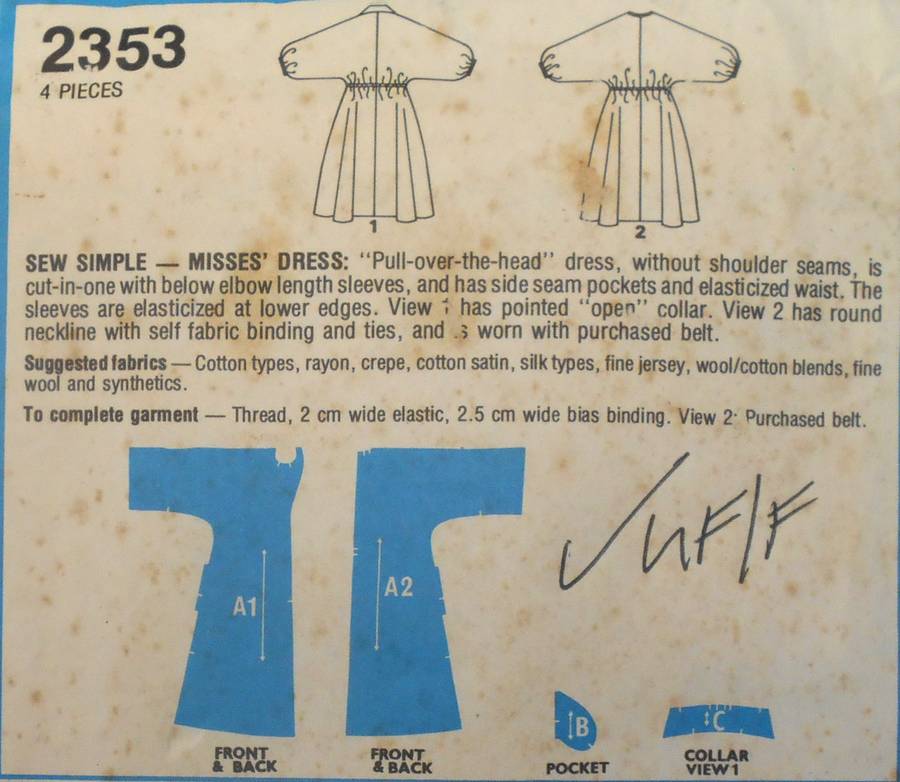 2353
4 PIECES
1
2
SEW SIMPLE — MISSES' DRESS: "Pull-over-the-head" dress, without shoulder seams, is
cut-in-one with below elbow length sleeves, and has side seam pockets and elasticized waist. The
sleeves are elasticized at lower edges. View 1 has pointed "open" collar. View 2 has round
neckline with self fabric binding and ties, and is worn with purchased belt.
Suggested fabrics — Cotton types, rayon, crepe, cotton satin, silk types, fine jersey, wool/cotton blends, fine
wool and synthetics.
To complete garment — Thread, 2 cm wide elastic, 2.5 cm wide bias binding. View 2: Purchased belt.
A1
A2
B
C
FRONT
& BACK
FRONT
& BACK
POCKET
COLLAR
VIEW 1